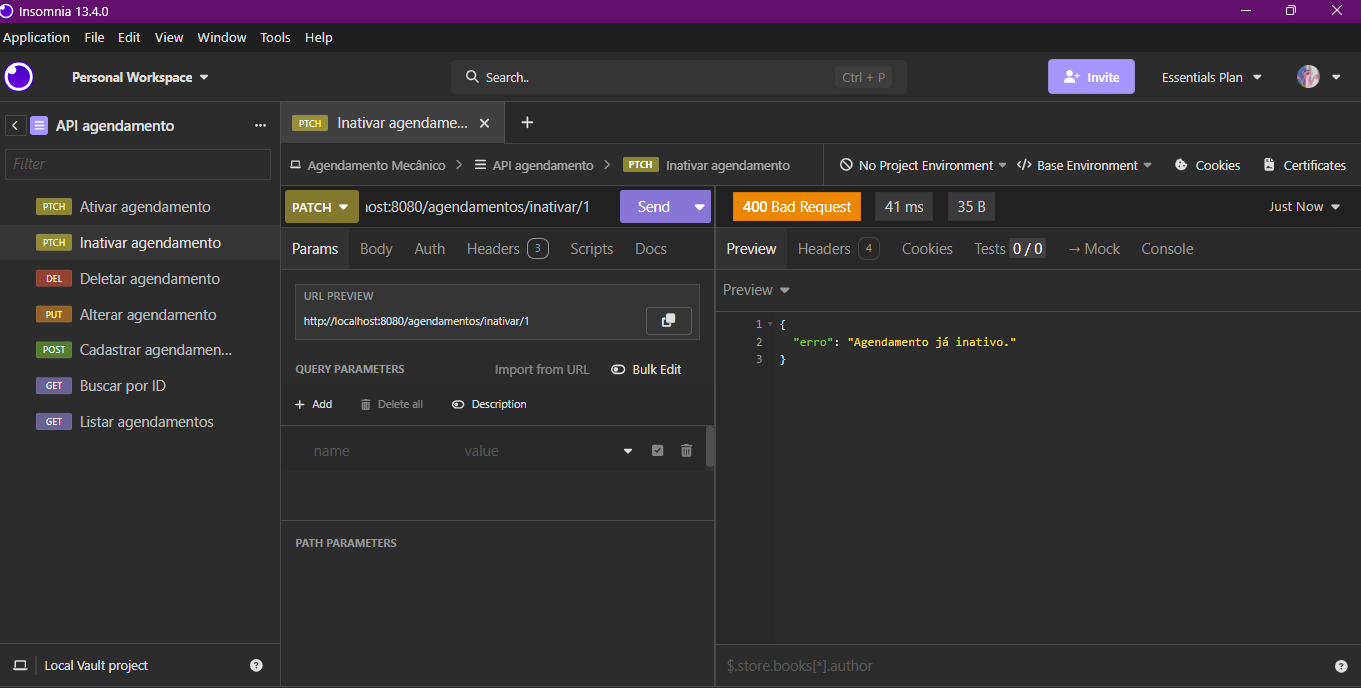 Insomnia 13.4.0
Application File Edit View Window Tools Help
Personal Workspace
Search..
Ctrl + P
Invite
Essentials Plan
API agendamento
...
Filter
PTCH Ativar agendamento
PTCH Inativar agendamento
DEL Deletar agendamento
PUT Alterar agendamento
POST Cadastrar agendamen...
GET Buscar por ID
GET Listar agendamentos
Local Vault project
PTCH Inativar agendame...
Agendamento Mecânico > API agendamento > PTCH Inativar agendamento
No Project Environment
</> Base Environment
Cookies
Certificates
PATCH
ost:8080/agendamentos/inativar/1
Send
Params Body Auth Headers 3 Scripts Docs
URL PREVIEW
http://localhost:8080/agendamentos/inativar/1
QUERY PARAMETERS
Import from URL
Bulk Edit
+ Add
Delete all
Description
name
value
PATH PARAMETERS
400 Bad Request
41 ms
35 B
Just Now
Preview Headers 4 Cookies Tests 0 / 0 → Mock Console
Preview
1 {
2 "erro": "Agendamento já inativo."
3 }
$.store.books[*].author